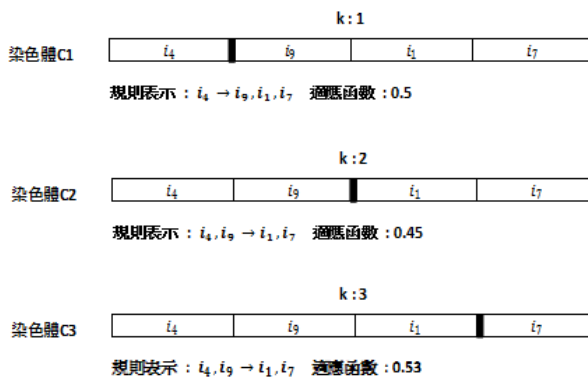 k : 1
染色體C1 i₄ i₉ i₁ i₇
規則表示 : i₄ → i₉, i₁, i₇ 適應函數 : 0.5
k : 2
染色體C2 i₄ i₉ i₁ i₇
規則表示 : i₄, i₉ → i₁, i₇ 適應函數 : 0.45
k : 3
染色體C3 i₄ i₉ i₁ i₇
規則表示 : i₄, i₉ → i₁, i₇ 適應函數 : 0.53